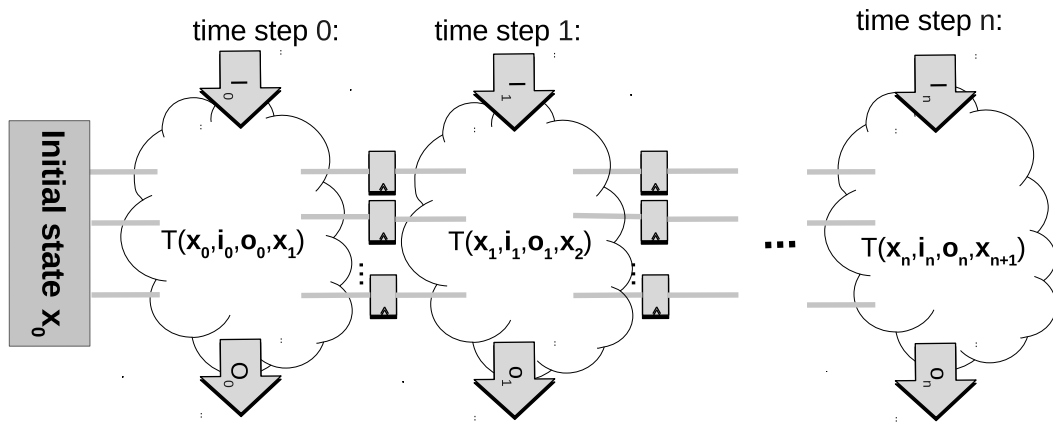 time step 0:
time step 1:
time step n:
I₀
I₁
Iₙ
Initial state x₀
T(x₀,i₀,o₀,x₁)
T(x₁,i₁,o₁,x₂)
...
T(xₙ,iₙ,oₙ,xₙ₊₁)
O₀
o₁
oₙ